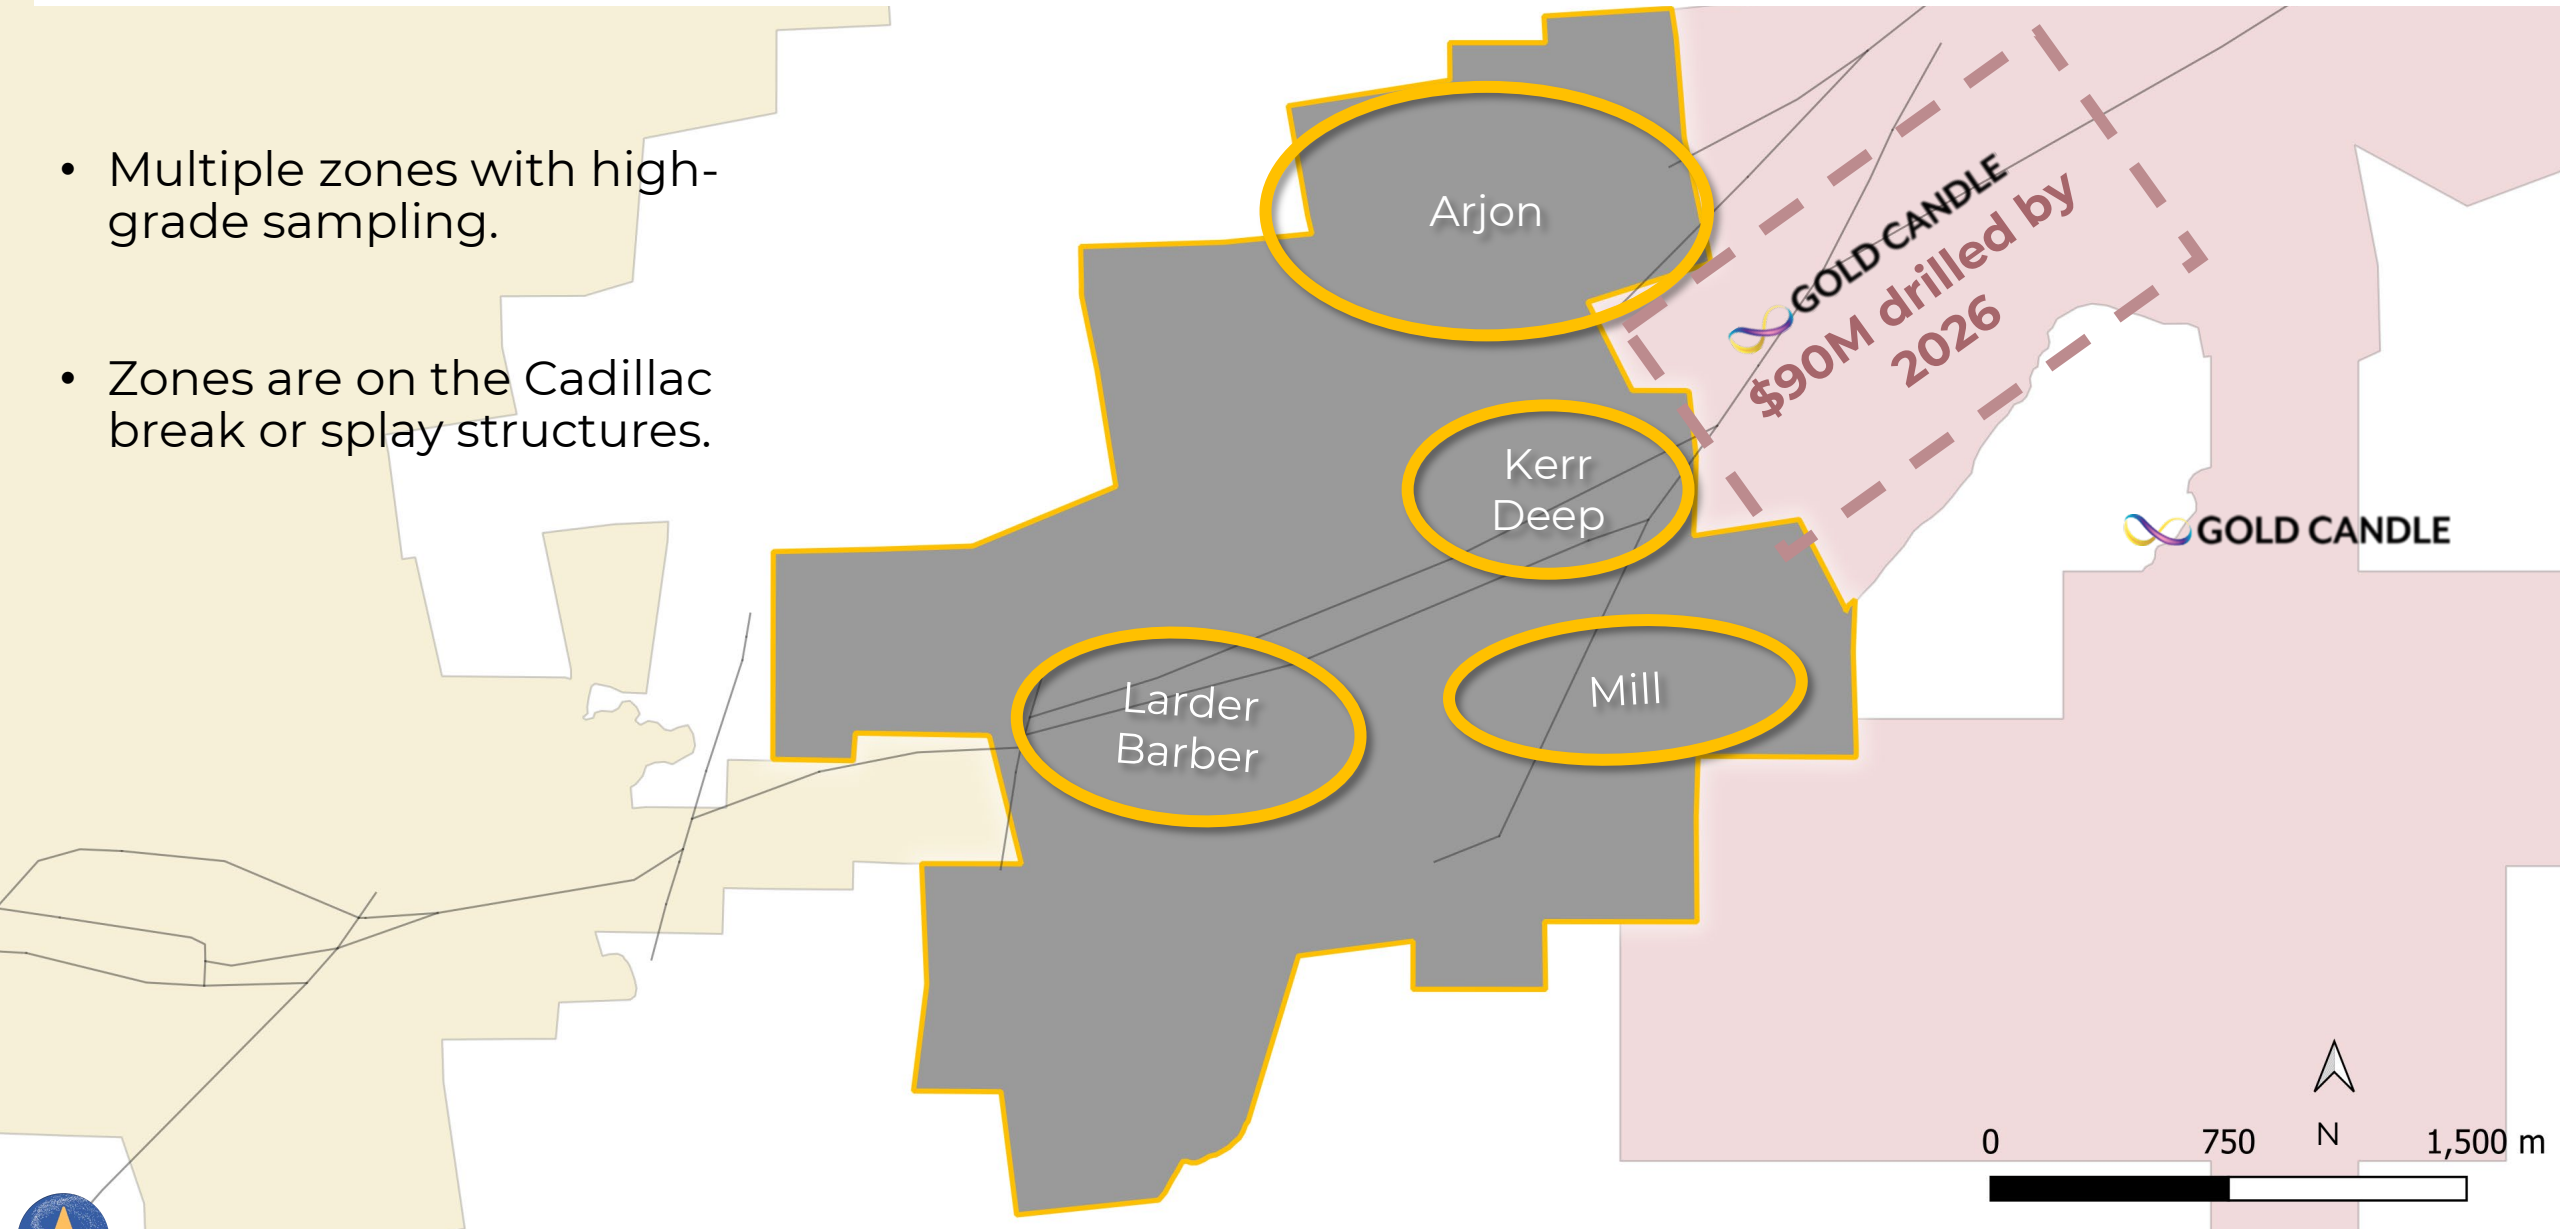 • Multiple zones with high-
grade sampling.
• Zones are on the Cadillac
break or splay structures.
Arjon
GOLD CANDLE
$90M drilled by
2026
Kerr
Deep
GOLD CANDLE
Larder
Barber
Mill
N
0 750 1,500 m